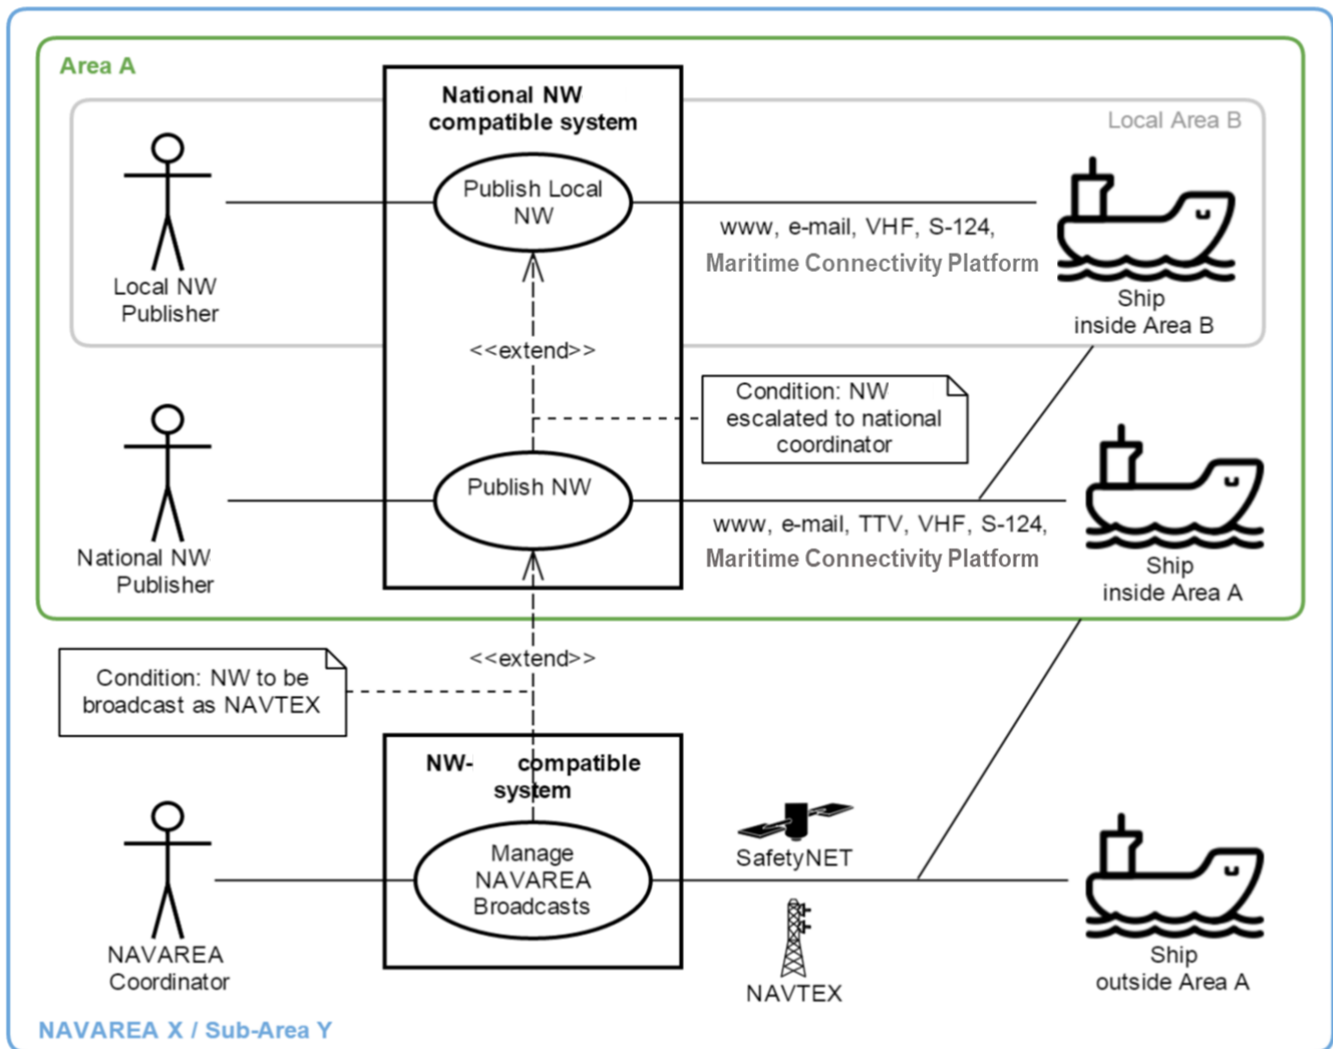 Area A
National NW
compatible system
Local Area B
Publish Local
NW
www, e-mail, VHF, S-124,
Maritime Connectivity Platform
Local NW
Publisher
Ship
inside Area B
<<extend>>
Condition: NW
escalated to national
coordinator
Publish NW
www, e-mail, TTV, VHF, S-124,
Maritime Connectivity Platform
National NW
Publisher
Ship
inside Area A
<<extend>>
Condition: NW to be
broadcast as NAVTEX
NW- compatible
system
Manage
NAVAREA
Broadcasts
SafetyNET
NAVTEX
NAVAREA
Coordinator
Ship
outside Area A
NAVAREA X / Sub-Area Y